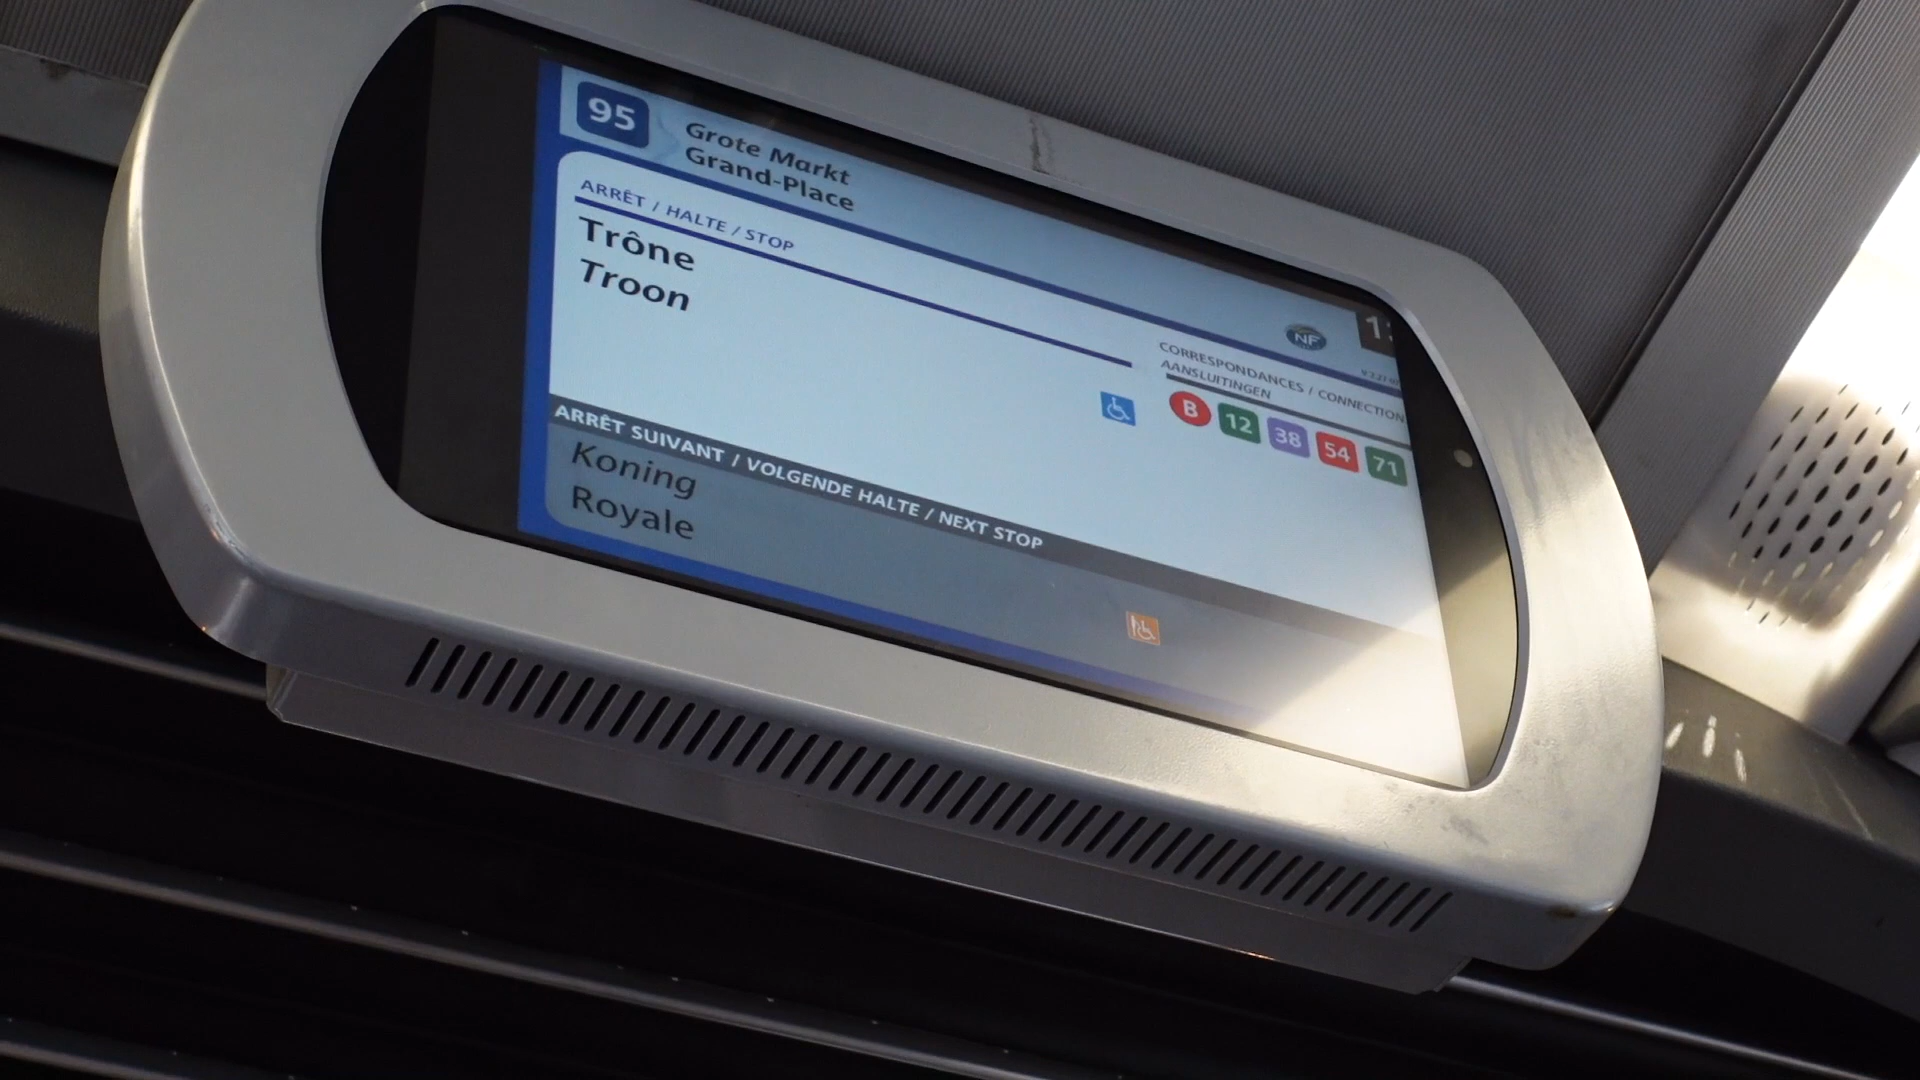 95
Grote Markt
Grand-Place
ARRÊT / HALTE / STOP
Trône
Troon
NF
CORRESPONDANCES / CONNECTION
AANSLUITINGEN
B 12 38 54 71
ARRÊT SUIVANT / VOLGENDE HALTE / NEXT STOP
Koning
Royale